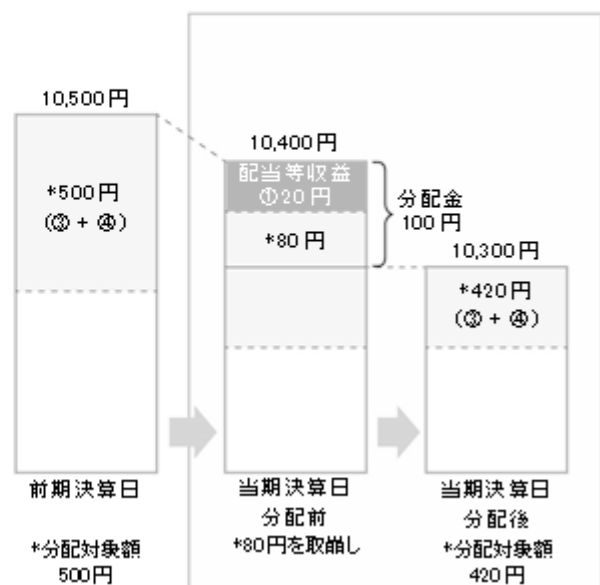 10,500円
*500円
(③ + ④)
前期決算日
*分配対象額
500円
10,400円
配当等収益
①20円
*80円
分配金
100円
当期決算日
分配前
*80円を取崩し
10,300円
*420円
(③ + ④)
当期決算日
分配後
*分配対象額
420円